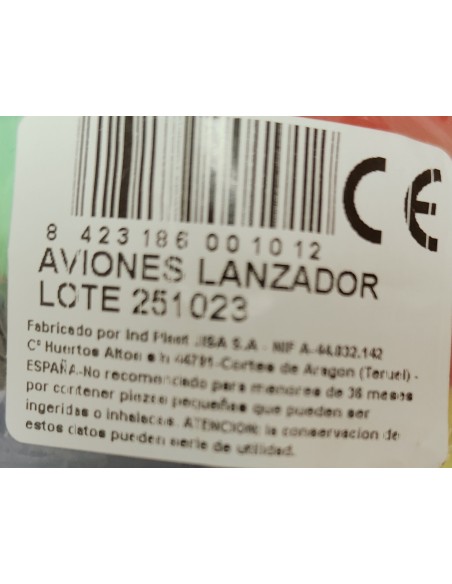 CE
8 423186 001012
AVIONES LANZADOR
LOTE 251023
Fabricado por Ind Plast JISA S.A - NIF A-44.032.142
Cº Huertos Altos s/n 44791-Cortes de Aragon (Teruel) -
ESPAÑA-No recomendado para menores de 36 meses
por contener piezas pequeñas que pueden ser
ingeridas o inhaladas. ATENCION: la conservacion de
estos datos pueden serle de utilidad.